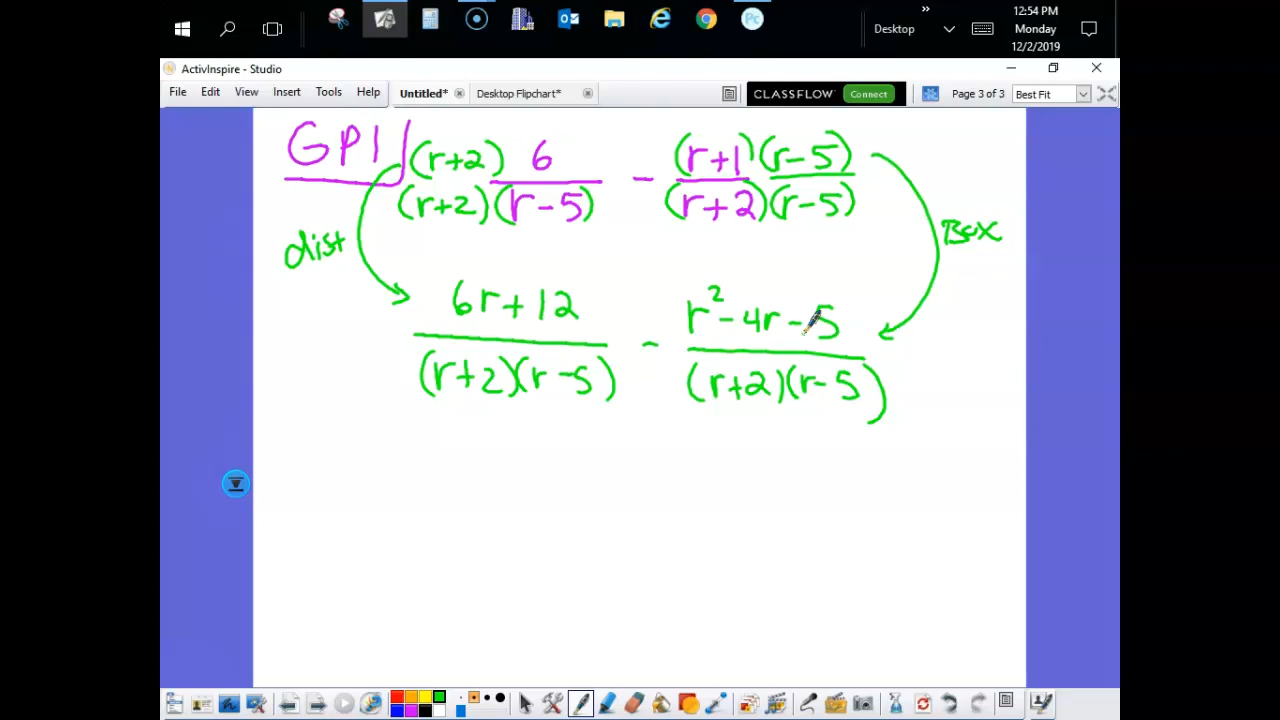 12:54 PM
Desktop
Monday
12/2/2019
ActivInspire - Studio
File Edit View Insert Tools Help Untitled* Desktop Flipchart* CLASSFLOW Connect Page 3 of 3 Best Fit
GP1 (r+2) 6 - (r+1)(r-5)
(r+2)(r-5) (r+2)(r-5)
dist Box
6r+12 - r²-4r-5
(r+2)(r-5) (r+2)(r-5)